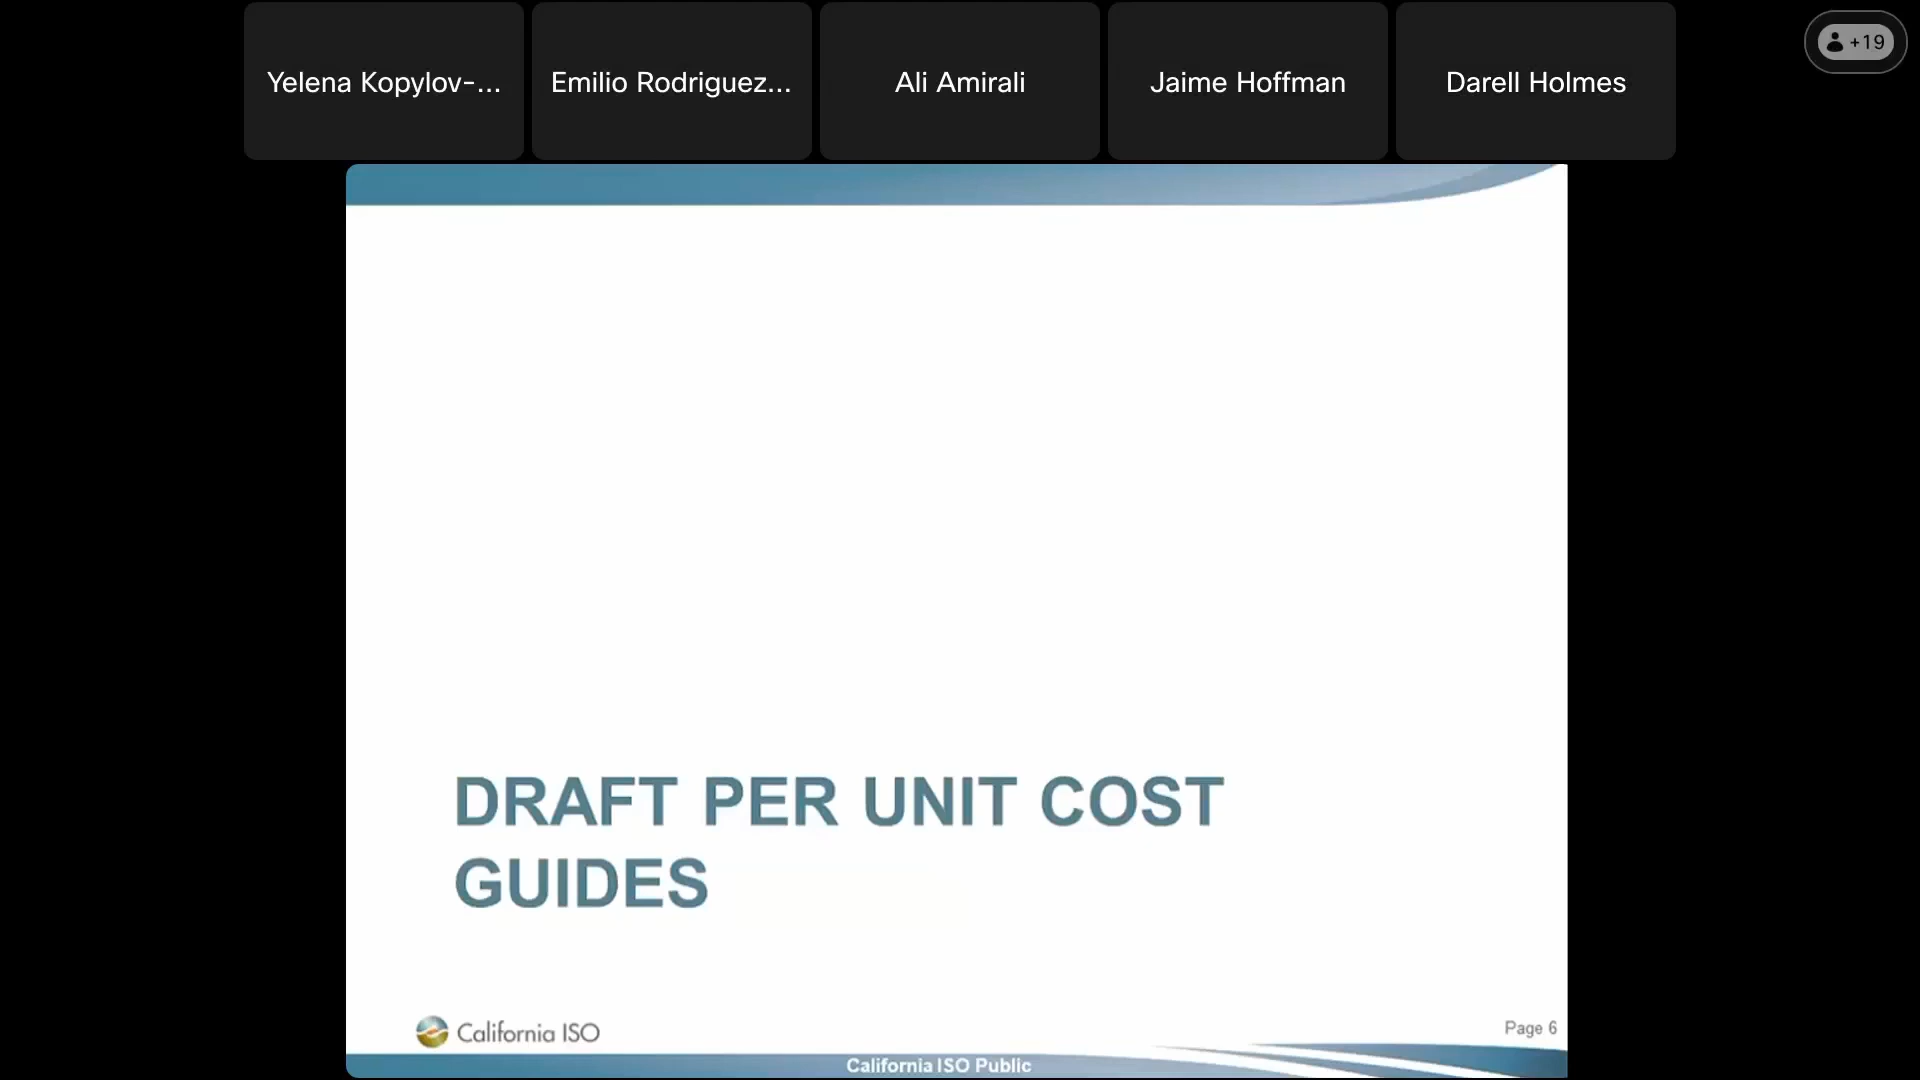 Yelena Kopylov-...
Emilio Rodriguez...
Ali Amirali
Jaime Hoffman
Darell Holmes
+19
DRAFT PER UNIT COST
GUIDES
California ISO
Page 6
California ISO Public